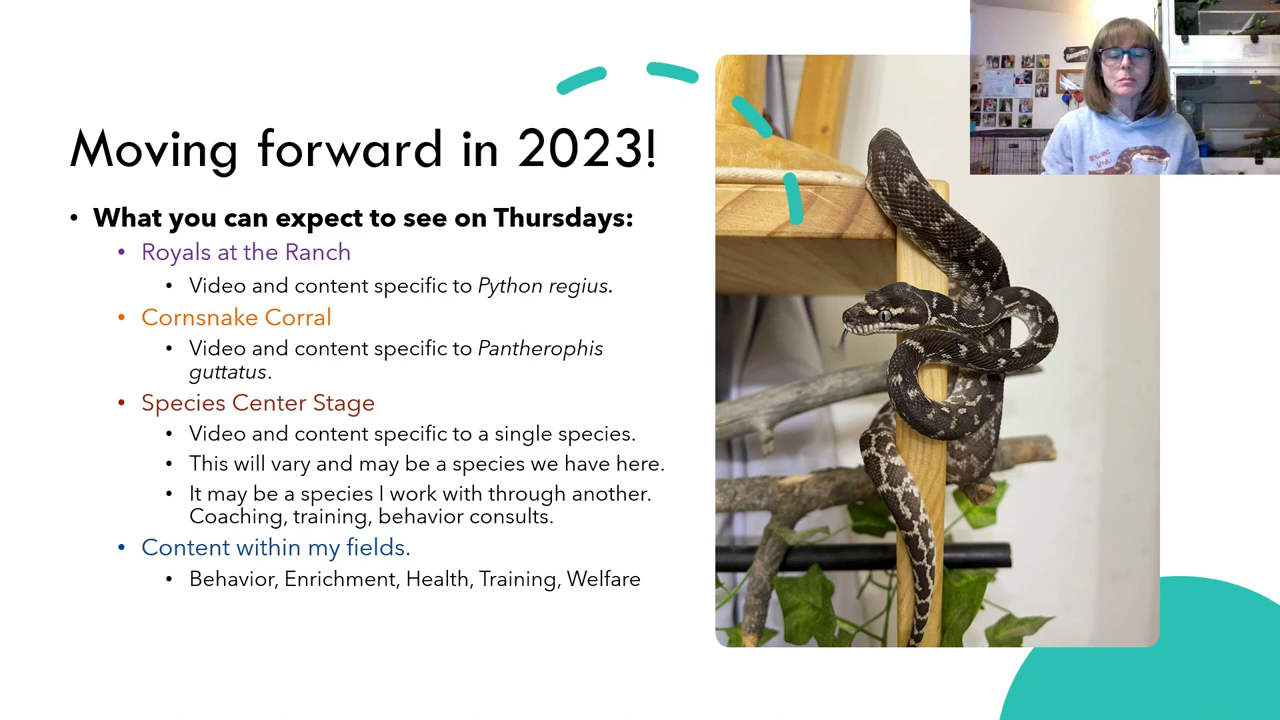 Moving forward in 2023!
• What you can expect to see on Thursdays:
• Royals at the Ranch
• Video and content specific to Python regius.
• Cornsnake Corral
• Video and content specific to Pantherophis
guttatus.
• Species Center Stage
• Video and content specific to a single species.
• This will vary and may be a species we have here.
• It may be a species I work with through another.
Coaching, training, behavior consults.
• Content within my fields.
• Behavior, Enrichment, Health, Training, Welfare